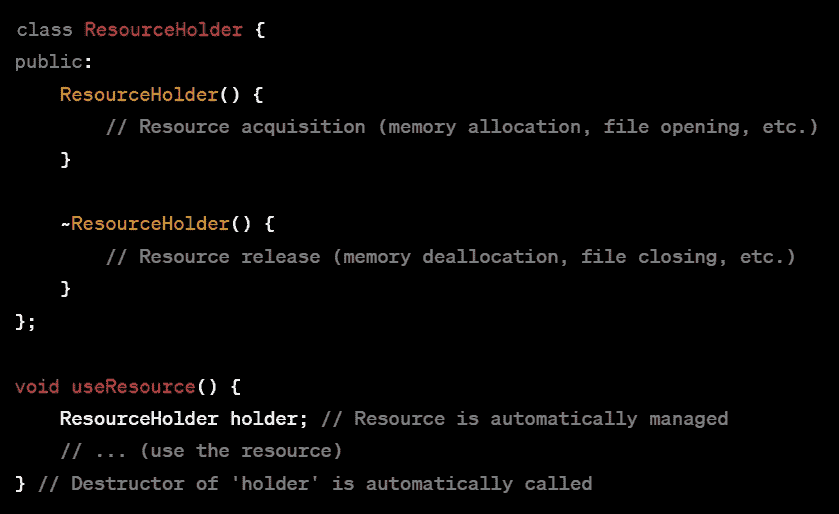 class ResourceHolder {
public:
    ResourceHolder() {
        // Resource acquisition (memory allocation, file opening, etc.)
    }

    ~ResourceHolder() {
        // Resource release (memory deallocation, file closing, etc.)
    }
};

void useResource() {
    ResourceHolder holder; // Resource is automatically managed
    // ... (use the resource)
} // Destructor of 'holder' is automatically called